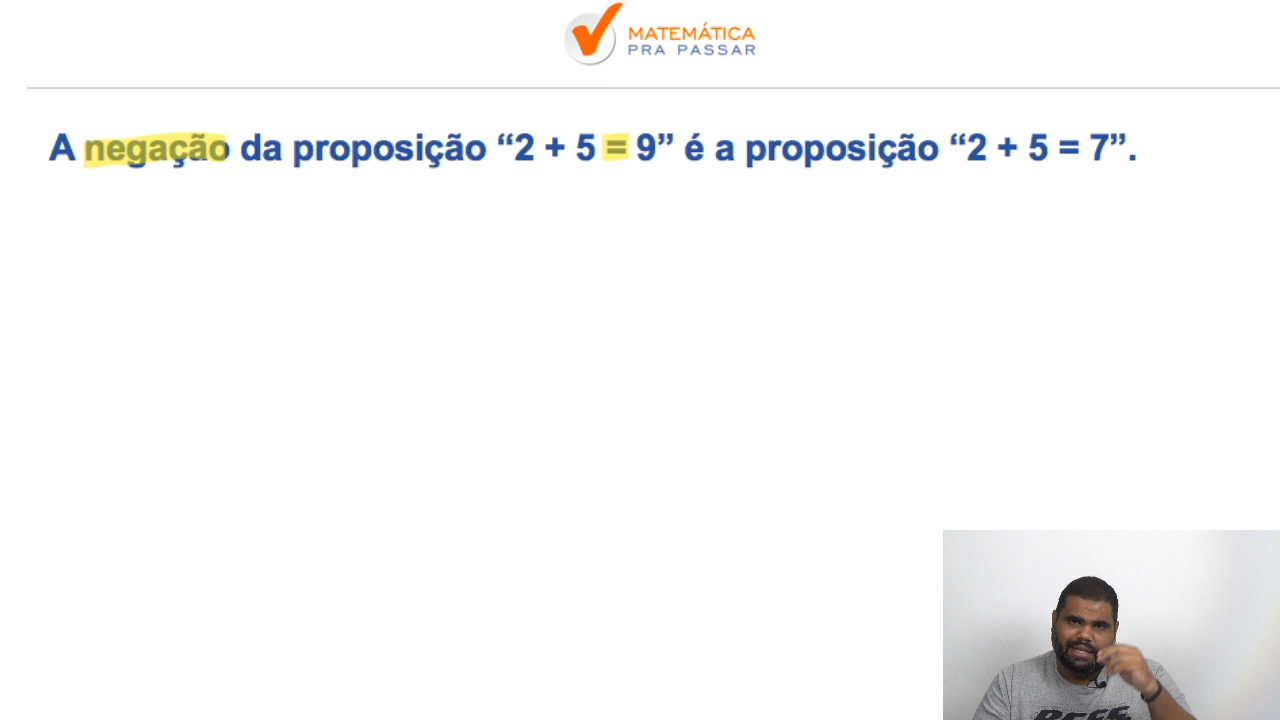 MATEMÁTICA
PRA PASSAR
A negação da proposição “2 + 5 = 9” é a proposição “2 + 5 = 7”.